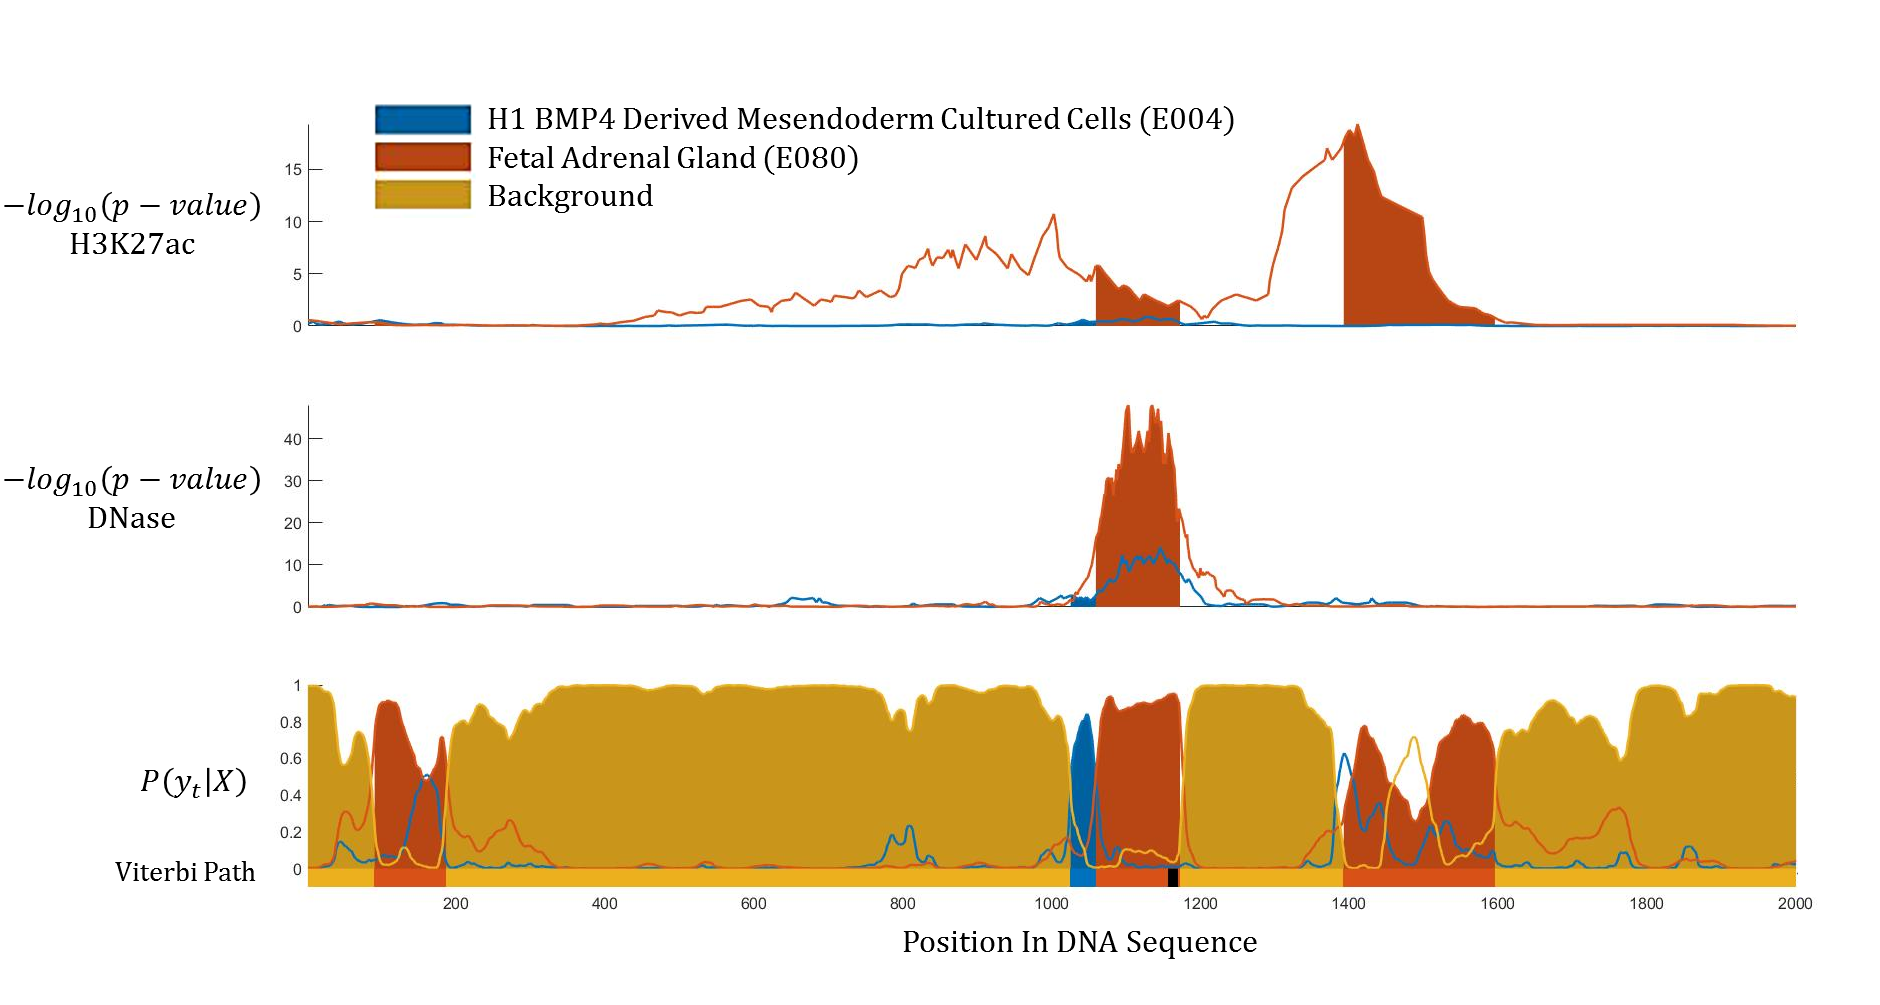 H1 BMP4 Derived Mesendoderm Cultured Cells (E004)
Fetal Adrenal Gland (E080)
Background
−log₁₀(p − value)
H3K27ac
15
10
5
0
−log₁₀(p − value)
DNase
40
30
20
10
0
P(yₜ|X)
1
0.8
0.6
0.4
0.2
0
Viterbi Path
200 400 600 800 1000 1200 1400 1600 1800 2000
Position In DNA Sequence